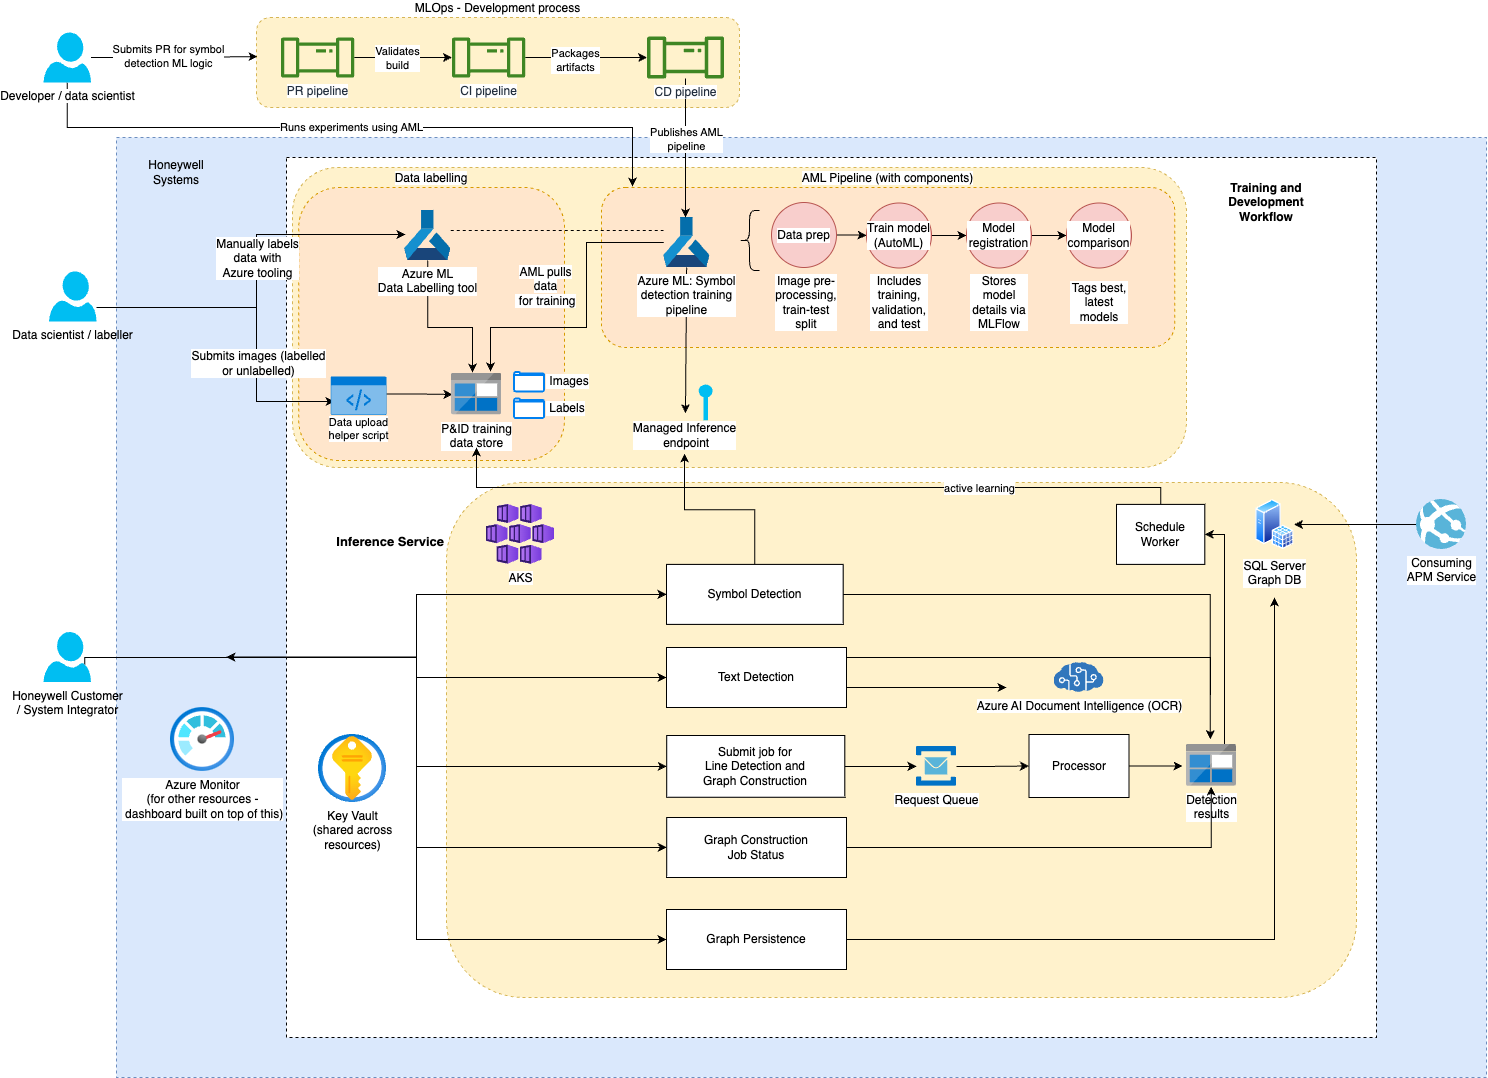 MLOps - Development process
Submits PR for symbol
detection ML logic
Validates
build
Packages
artifacts
PR pipeline
CI pipeline
CD pipeline
Developer / data scientist
Runs experiments using AML
Publishes AML
pipeline
Honeywell
Systems
Data labelling
AML Pipeline (with components)
Training and
Development
Workflow
Manually labels
data with
Azure tooling
Azure ML
Data Labelling tool
AML pulls
data
for training
Azure ML: Symbol
detection training
pipeline
Data prep
Train model
(AutoML)
Model
registration
Model
comparison
Image pre-
processing,
train-test
split
Includes
training,
validation,
and test
Stores
model
details via
MLFlow
Tags best,
latest
models
Data scientist / labeller
Submits images (labelled
or unlabelled)
Data upload
helper script
Images
Labels
P&ID training
data store
Managed Inference
endpoint
active learning
Inference Service
AKS
Schedule
Worker
SQL Server
Graph DB
Consuming
APM Service
Symbol Detection
Text Detection
Azure AI Document Intelligence (OCR)
Honeywell Customer
/ System Integrator
Azure Monitor
(for other resources -
dashboard built on top of this)
Key Vault
(shared across
resources)
Submit job for
Line Detection and
Graph Construction
Request Queue
Processor
Detection
results
Graph Construction
Job Status
Graph Persistence